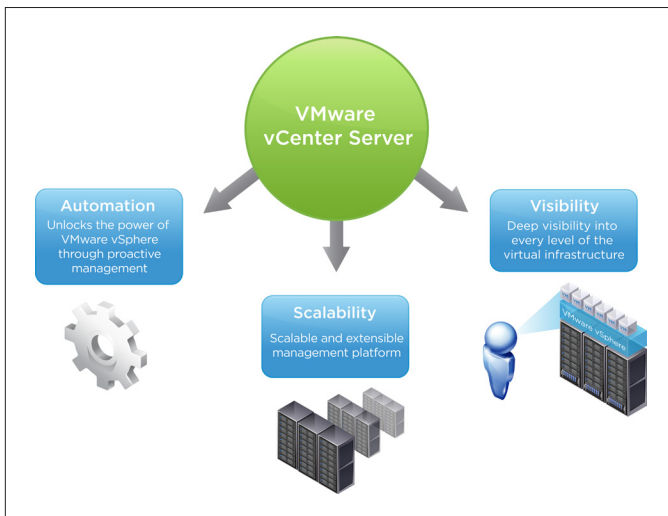 VMware
vCenter Server
Automation
Unlocks the power of
VMware vSphere
through proactive
management
Scalability
Scalable and extensible
management platform
Visibility
Deep visibility into
every level of the
virtual infrastructure
VMware vSphere